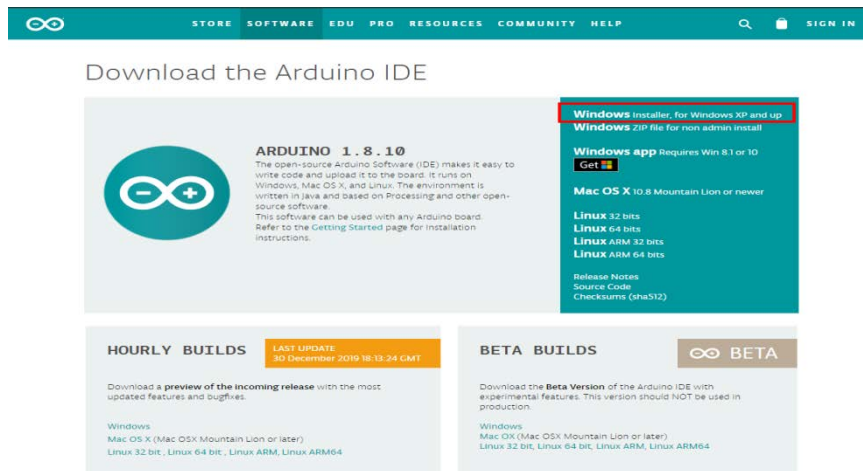 STORE SOFTWARE EDU PRO RESOURCES COMMUNITY HELP SIGN IN
Download the Arduino IDE
ARDUINO 1.8.10
The open-source Arduino Software (IDE) makes it easy to
write code and upload it to the board. It runs on
Windows, Mac OS X, and Linux. The environment is
written in Java and based on Processing and other open-
source software.
This software can be used with any Arduino board.
Refer to the Getting Started page for Installation
instructions.
Windows Installer, for Windows XP and up
Windows ZIP file for non admin install
Windows app Requires Win 8.1 or 10
Get
Mac OS X 10.8 Mountain Lion or newer
Linux 32 bits
Linux 64 bits
Linux ARM 32 bits
Linux ARM 64 bits
Release Notes
Source Code
Checksums (sha512)
HOURLY BUILDS
LAST UPDATE
30 December 2019 18:13:24 GMT
Download a preview of the incoming release with the most
updated features and bugfixes.
Windows
Mac OS X (Mac OSX Mountain Lion or later)
Linux 32 bit , Linux 64 bit , Linux ARM, Linux ARM64
BETA BUILDS
BETA
Download the Beta Version of the Arduino IDE with
experimental features. This version should NOT be used in
production.
Windows
Mac OX (Mac OSX Mountain Lion or later)
Linux 32 bit, Linux 64 bit, Linux ARM, Linux ARM64